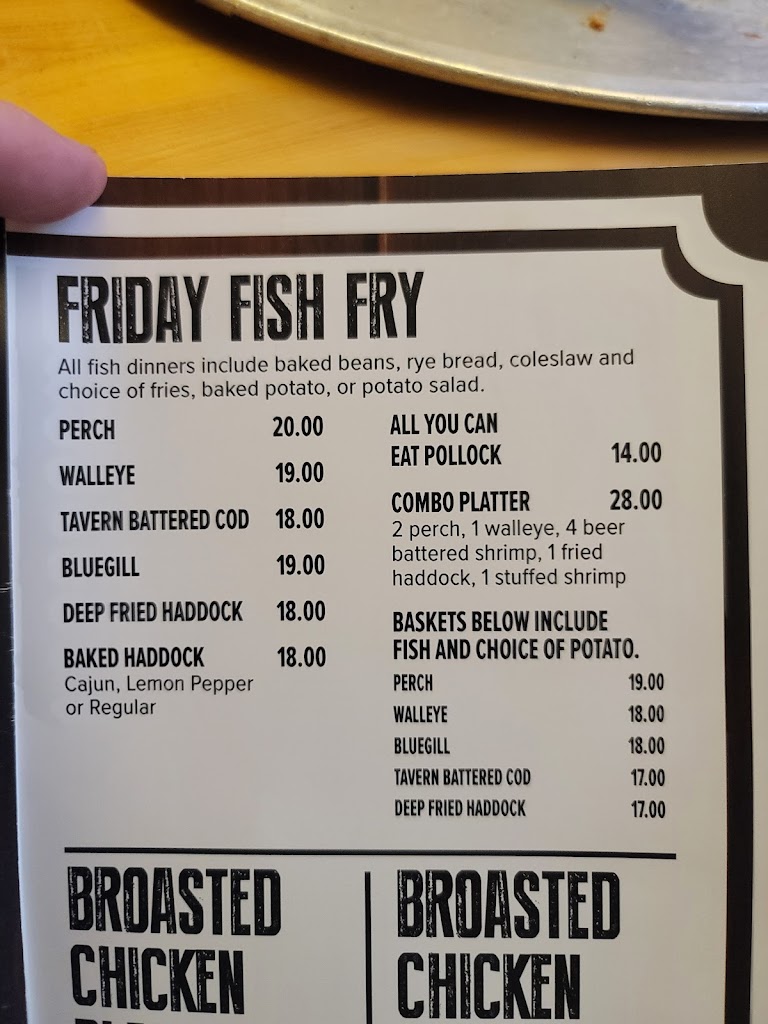 FRIDAY FISH FRY
All fish dinners include baked beans, rye bread, coleslaw and
choice of fries, baked potato, or potato salad.
PERCH 20.00
WALLEYE 19.00
TAVERN BATTERED COD 18.00
BLUEGILL 19.00
DEEP FRIED HADDOCK 18.00
BAKED HADDOCK 18.00
Cajun, Lemon Pepper
or Regular
ALL YOU CAN
EAT POLLOCK 14.00
COMBO PLATTER 28.00
2 perch, 1 walleye, 4 beer
battered shrimp, 1 fried
haddock, 1 stuffed shrimp
BASKETS BELOW INCLUDE
FISH AND CHOICE OF POTATO.
PERCH 19.00
WALLEYE 18.00
BLUEGILL 18.00
TAVERN BATTERED COD 17.00
DEEP FRIED HADDOCK 17.00
BROASTED
CHICKEN
BROASTED
CHICKEN